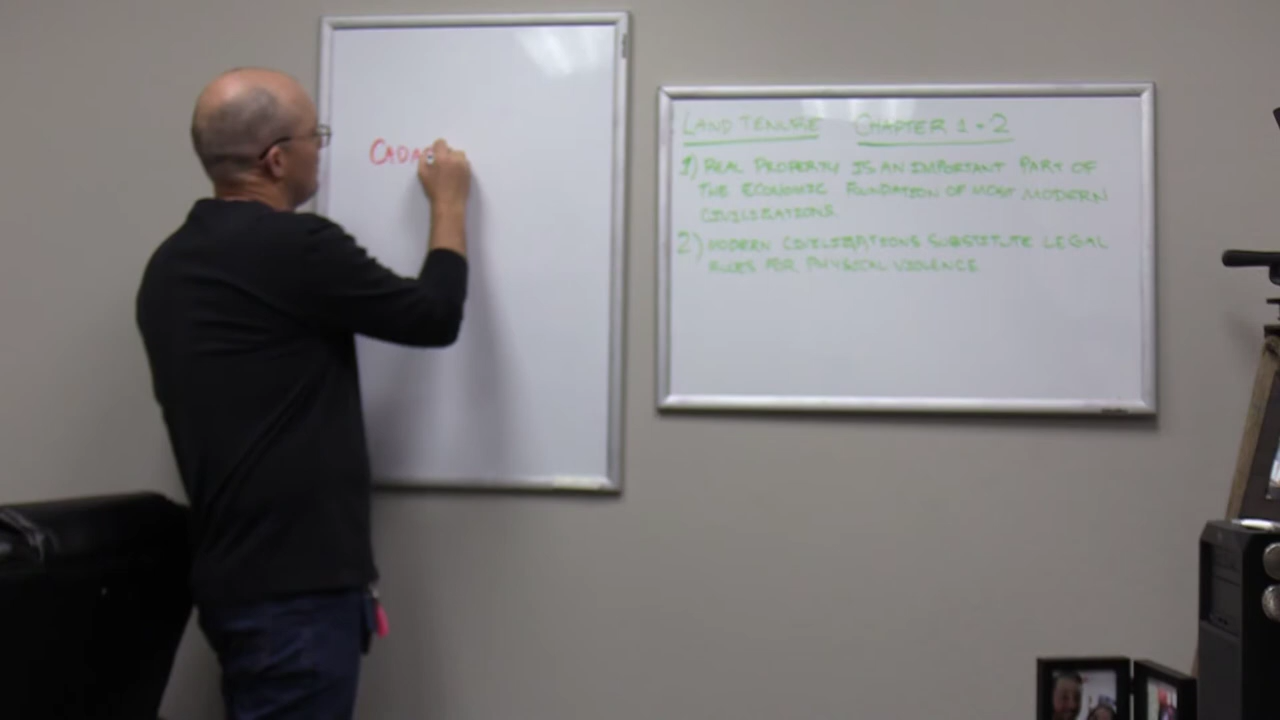 CADA
LAND TENURE CHAPTER 1 + 2
1) REAL PROPERTY IS AN IMPORTANT PART OF
THE ECONOMIC FOUNDATION OF MOST MODERN
CIVILIZATIONS.
2) MODERN CIVILIZATIONS SUBSTITUTE LEGAL
RULES FOR PHYSICAL VIOLENCE